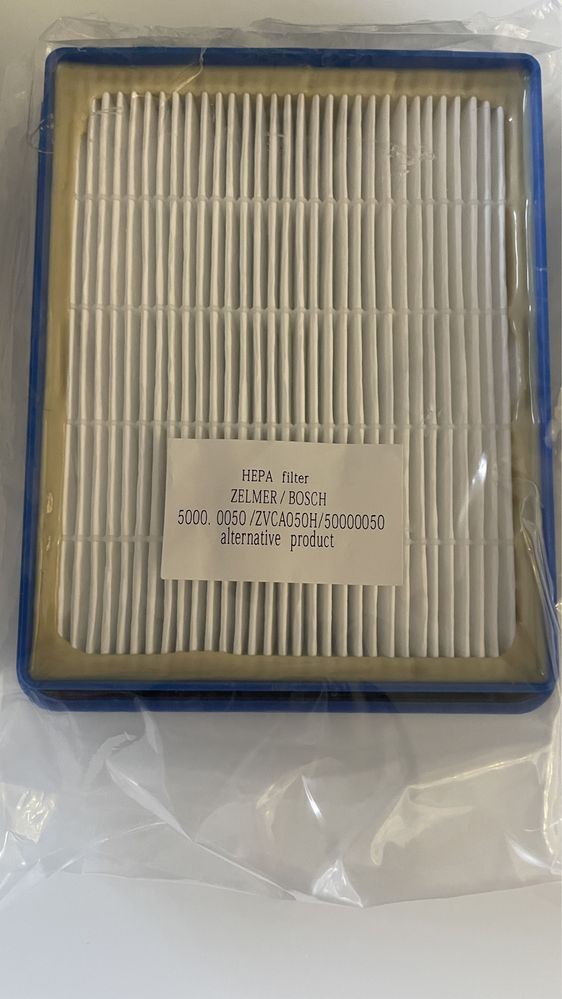 HEPA filter
ZELMER / BOSCH
5000. 0050 /ZVCA050H/50000050
alternative product